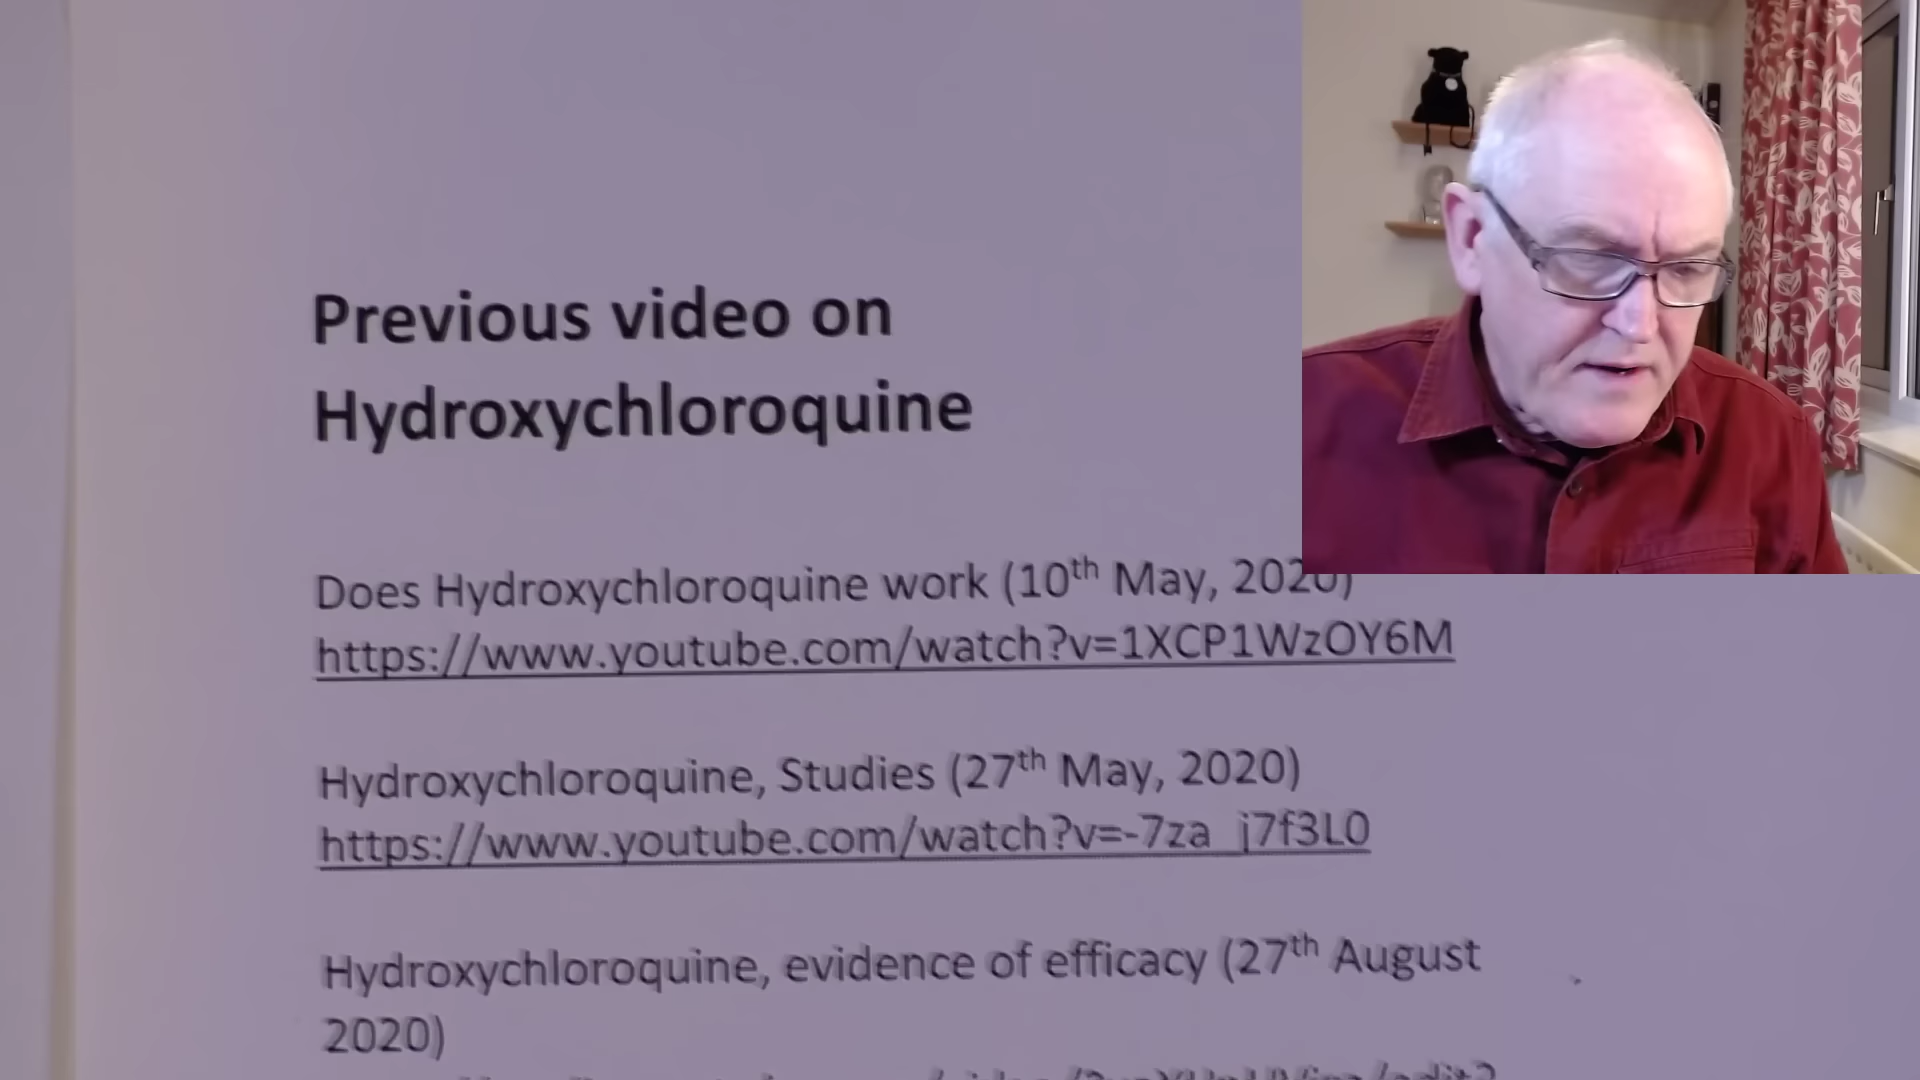 Previous video on
Hydroxychloroquine
Does Hydroxychloroquine work (10th May, 2020)
https://www.youtube.com/watch?v=1XCP1WzOY6M
Hydroxychloroquine, Studies (27th May, 2020)
https://www.youtube.com/watch?v=-7za_j7f3L0
Hydroxychloroquine, evidence of efficacy (27th August
2020)